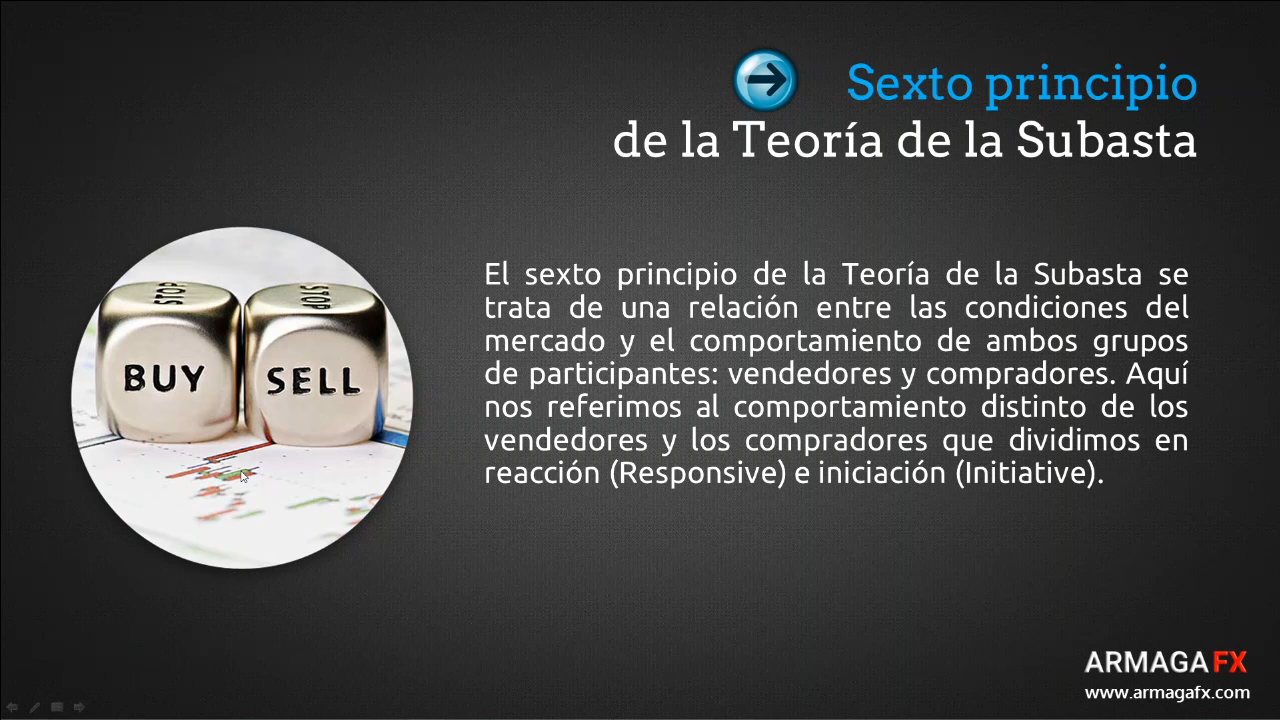 Sexto principio
de la Teoría de la Subasta
El sexto principio de la Teoría de la Subasta se
trata de una relación entre las condiciones del
mercado y el comportamiento de ambos grupos
de participantes: vendedores y compradores. Aquí
nos referimos al comportamiento distinto de los
vendedores y los compradores que dividimos en
reacción (Responsive) e iniciación (Initiative).
STOP
STOP
BUY
SELL
ARMAGA FX
www.armagafx.com